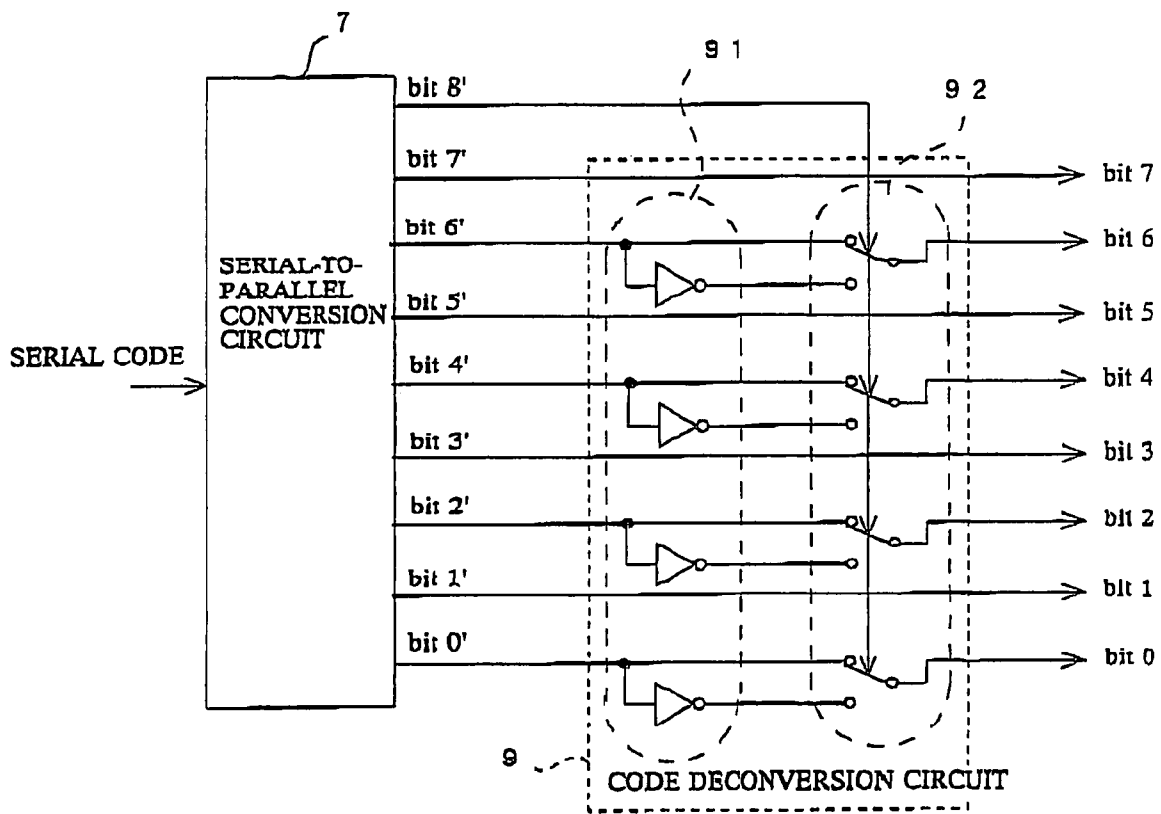 7
9 1
9 2
bit 8'
bit 7'
bit 7
bit 6'
bit 6
SERIAL-TO-
PARALLEL
CONVERSION
CIRCUIT
bit 5'
bit 5
SERIAL CODE
bit 4'
bit 4
bit 3'
bit 3
bit 2'
bit 2
bit 1'
bit 1
bit 0'
bit 0
9
CODE DECONVERSION CIRCUIT